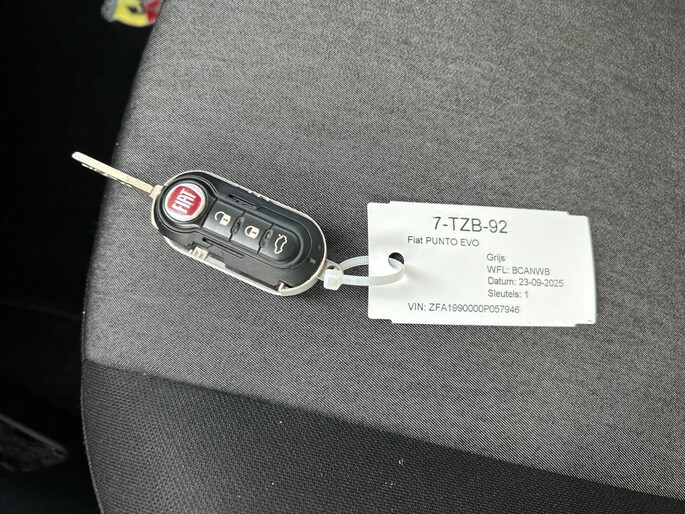 FIAT
7-TZB-92
Fiat PUNTO EVO
Grijs
WFL: BCANWB
Datum: 23-09-2025
Sleutels: 1
VIN: ZFA1990000P057946